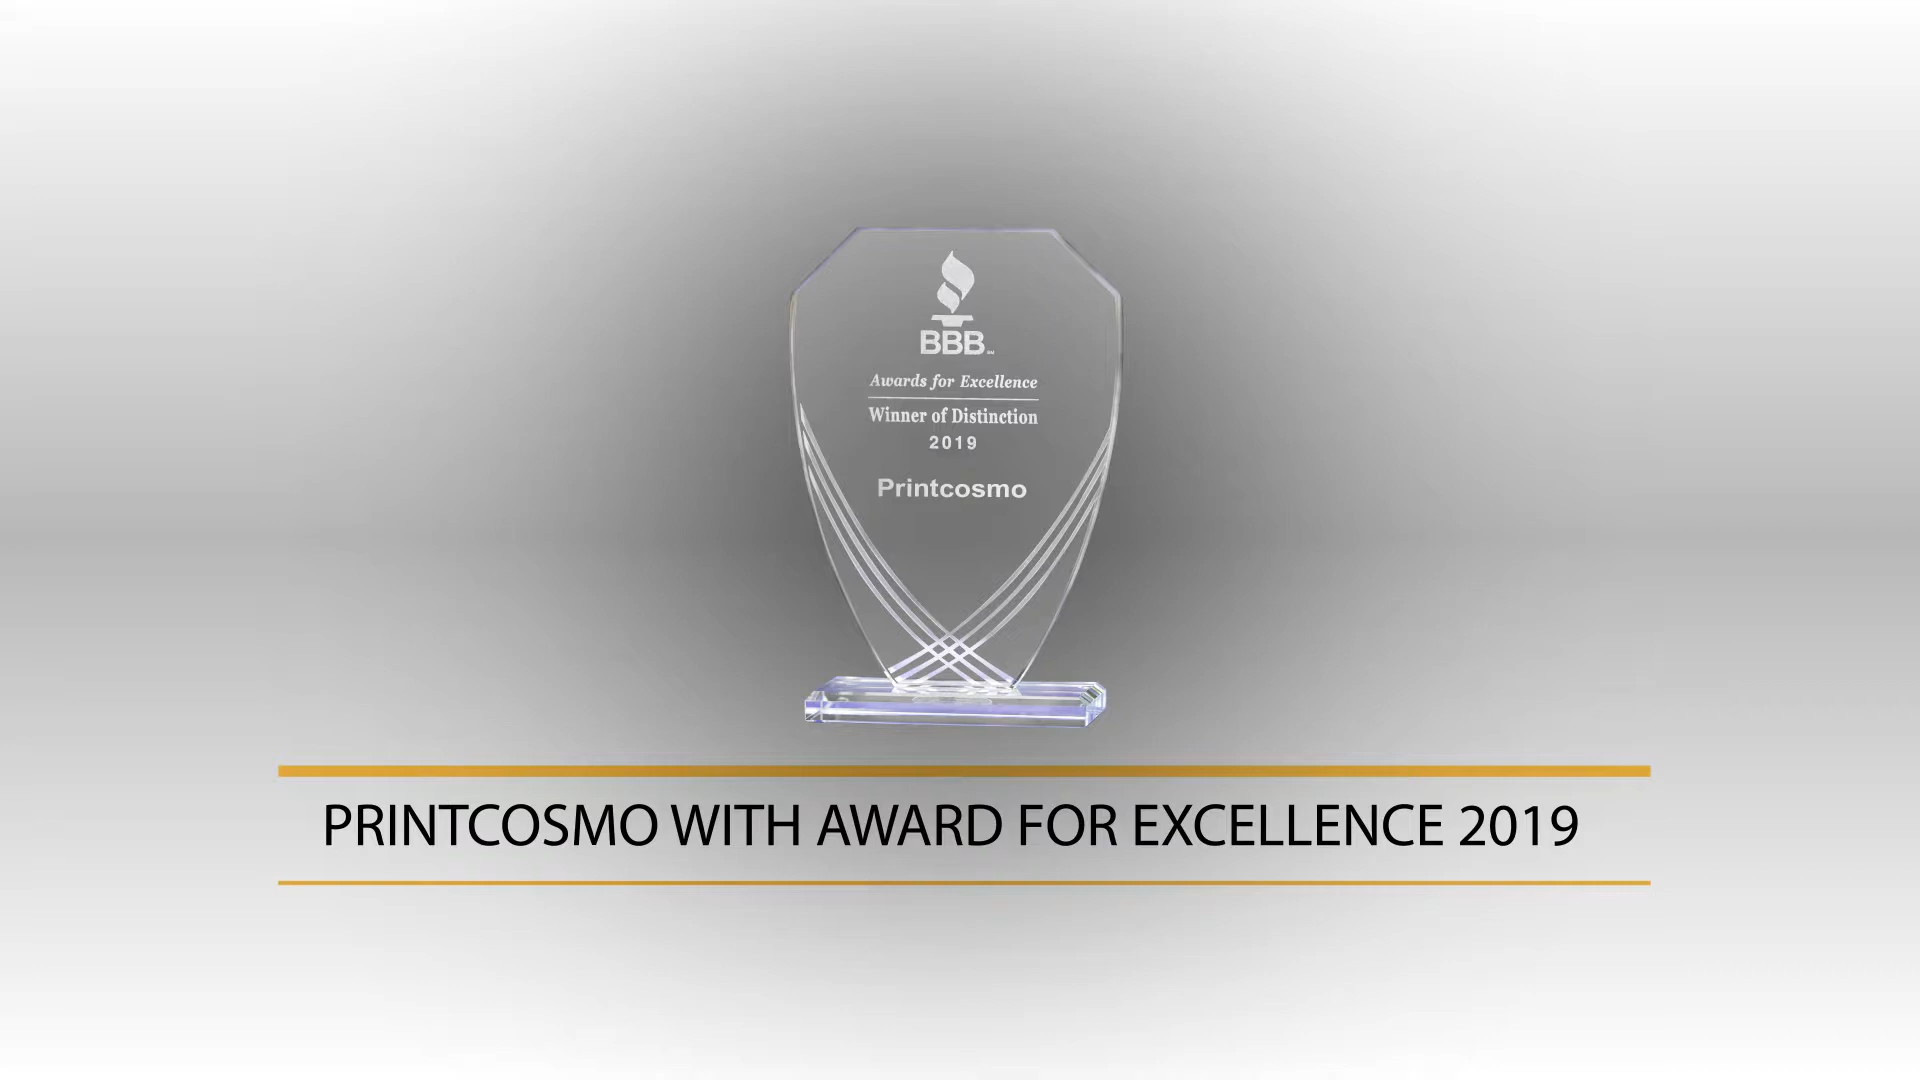 BBB
Awards for Excellence
Winner of Distinction
2019
Printcosmo
PRINTCOSMO WITH AWARD FOR EXCELLENCE 2019